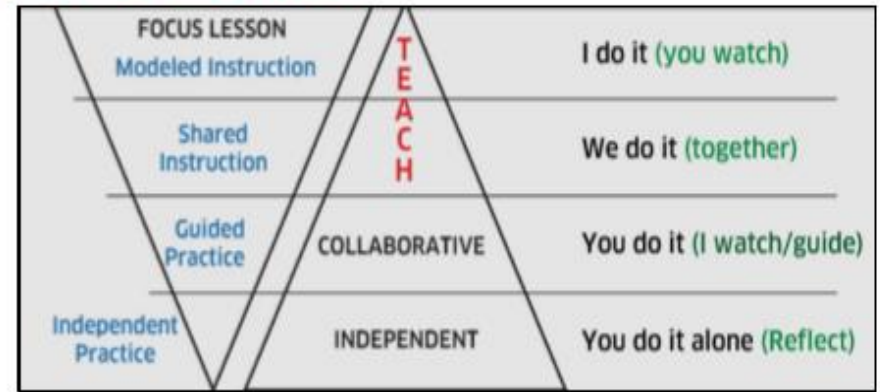 FOCUS LESSON
Modeled Instruction
TEACH
I do it (you watch)
Shared
Instruction
We do it (together)
Guided
Practice
COLLABORATIVE
You do it (I watch/guide)
Independent
Practice
INDEPENDENT
You do it alone (Reflect)